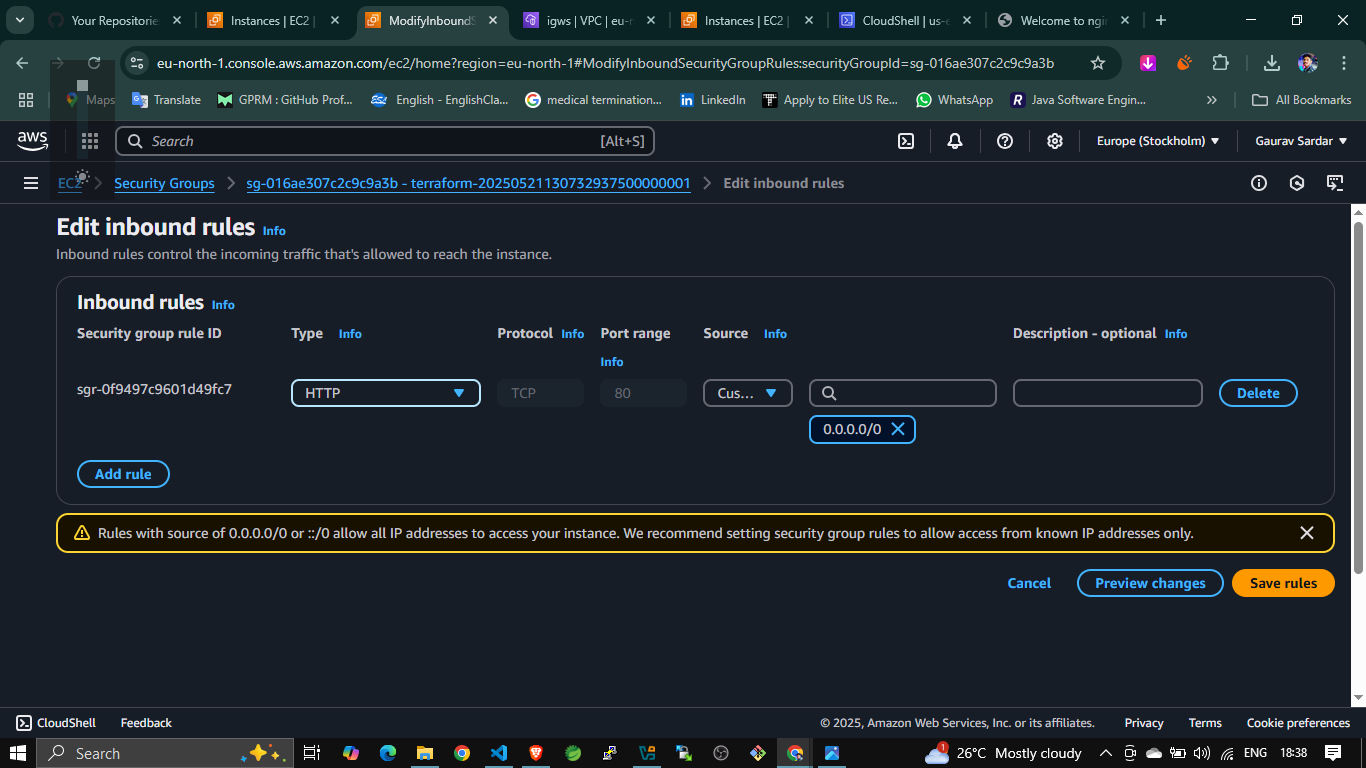 Your Repositorie
Instances | EC2 |
ModifyInboundS
igws | VPC | eu-n
Instances | EC2 |
CloudShell | us-e
Welcome to ngin
eu-north-1.console.aws.amazon.com/ec2/home?region=eu-north-1#ModifyInboundSecurityGroupRules:securityGroupId=sg-016ae307c2c9c9a3b
Maps
Translate
GPRM : GitHub Prof...
English - EnglishCla...
medical termination...
LinkedIn
Apply to Elite US Re...
WhatsApp
Java Software Engin...
»
All Bookmarks
aws
Search
[Alt+S]
Europe (Stockholm)
Gaurav Sardar
EC2
Security Groups
sg-016ae307c2c9c9a3b - terraform-20250521130732937500000001
Edit inbound rules
Edit inbound rules Info
Inbound rules control the incoming traffic that's allowed to reach the instance.
Inbound rules Info
Security group rule ID
Type Info
Protocol Info
Port range
Info
Source Info
Description - optional Info
sgr-0f9497c9601d49fc7
HTTP
TCP
80
Cus...
Delete
0.0.0.0/0
Add rule
Rules with source of 0.0.0.0/0 or ::/0 allow all IP addresses to access your instance. We recommend setting security group rules to allow access from known IP addresses only.
Cancel
Preview changes
Save rules
CloudShell
Feedback
© 2025, Amazon Web Services, Inc. or its affiliates.
Privacy
Terms
Cookie preferences
Search
1
26°C Mostly cloudy
ENG
18:38